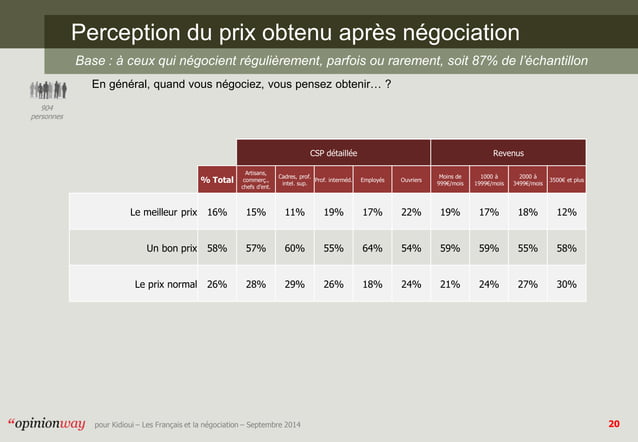 Perception du prix obtenu après négociation
Base : à ceux qui négocient régulièrement, parfois ou rarement, soit 87% de l'échantillon
En général, quand vous négociez, vous pensez obtenir… ?
904
personnes
CSP détaillée Revenus
% Total Artisans, commerç., chefs d'ent. Cadres, prof. intel. sup. Prof. interméd. Employés Ouvriers Moins de 999€/mois 1000 à 1999€/mois 2000 à 3499€/mois 3500€ et plus
Le meilleur prix 16% 15% 11% 19% 17% 22% 19% 17% 18% 12%
Un bon prix 58% 57% 60% 55% 64% 54% 59% 59% 55% 58%
Le prix normal 26% 28% 29% 26% 18% 24% 21% 24% 27% 30%
“opinionway pour Kidioui – Les Français et la négociation – Septembre 2014 20